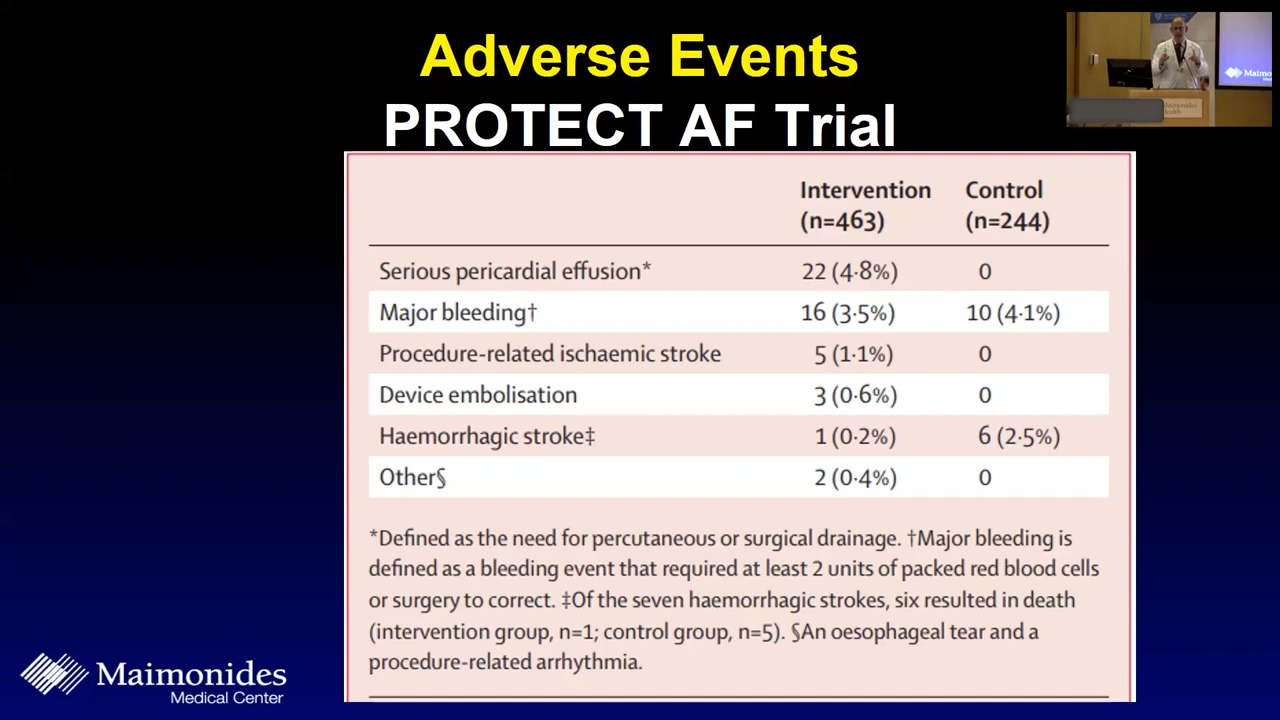 Adverse Events
PROTECT AF Trial
Intervention (n=463) Control (n=244)
Serious pericardial effusion* 22 (4·8%) 0
Major bleeding† 16 (3·5%) 10 (4·1%)
Procedure-related ischaemic stroke 5 (1·1%) 0
Device embolisation 3 (0·6%) 0
Haemorrhagic stroke‡ 1 (0·2%) 6 (2·5%)
Other§ 2 (0·4%) 0
*Defined as the need for percutaneous or surgical drainage. †Major bleeding is
defined as a bleeding event that required at least 2 units of packed red blood cells
or surgery to correct. ‡Of the seven haemorrhagic strokes, six resulted in death
(intervention group, n=1; control group, n=5). §An oesophageal tear and a
procedure-related arrhythmia.
Maimonides
Medical Center